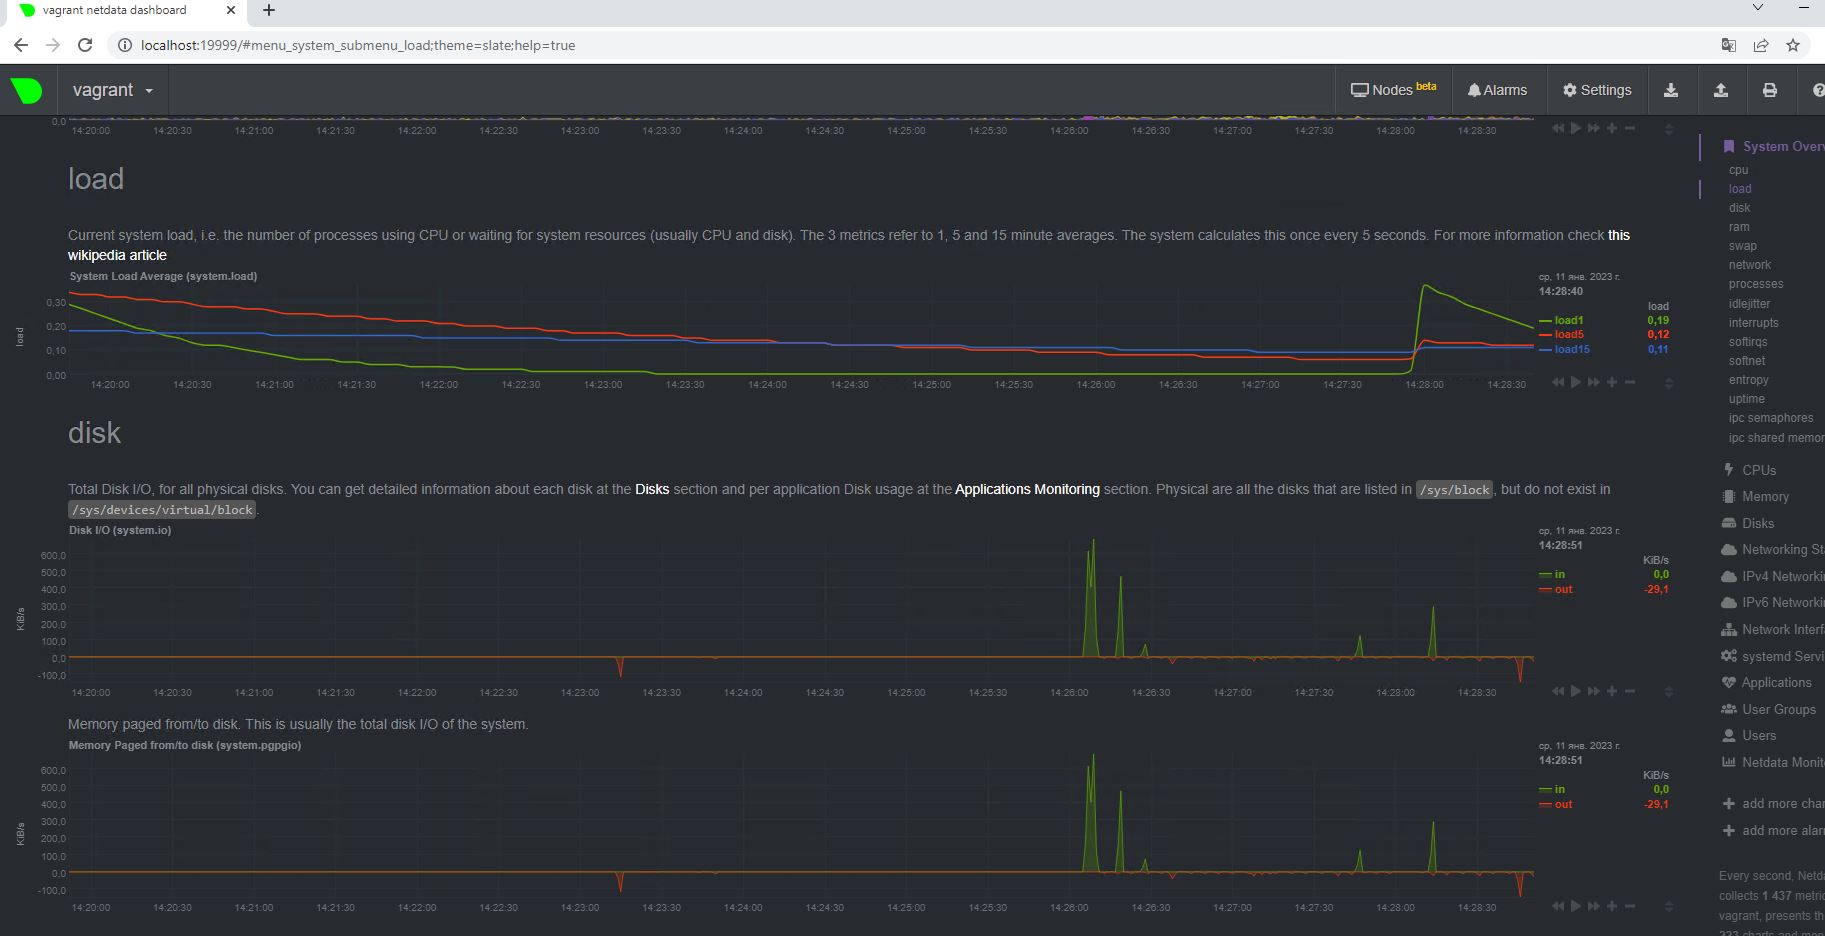 vagrant netdata dashboard
localhost:19999/#menu_system_submenu_load;theme=slate;help=true
vagrant
Nodes beta
Alarms
Settings
0,0
14:20:00 14:20:30 14:21:00 14:21:30 14:22:00 14:22:30 14:23:00 14:23:30 14:24:00 14:24:30 14:25:00 14:25:30 14:26:00 14:26:30 14:27:00 14:27:30 14:28:00 14:28:30
load
Current system load, i.e. the number of processes using CPU or waiting for system resources (usually CPU and disk). The 3 metrics refer to 1, 5 and 15 minute averages. The system calculates this once every 5 seconds. For more information check this
wikipedia article
System Load Average (system.load)
ср, 11 янв. 2023 г.
14:28:40
load
load1 0,19
load5 0,12
load15 0,11
load
0,30
0,20
0,10
0,00
14:20:00 14:20:30 14:21:00 14:21:30 14:22:00 14:22:30 14:23:00 14:23:30 14:24:00 14:24:30 14:25:00 14:25:30 14:26:00 14:26:30 14:27:00 14:27:30 14:28:00 14:28:30
disk
Total Disk I/O, for all physical disks. You can get detailed information about each disk at the Disks section and per application Disk usage at the Applications Monitoring section. Physical are all the disks that are listed in /sys/block, but do not exist in
/sys/devices/virtual/block.
Disk I/O (system.io)
ср, 11 янв. 2023 г.
14:28:51
KiB/s
in 0,0
out -29,1
KiB/s
600,0
500,0
400,0
300,0
200,0
100,0
0,0
-100,0
14:20:00 14:20:30 14:21:00 14:21:30 14:22:00 14:22:30 14:23:00 14:23:30 14:24:00 14:24:30 14:25:00 14:25:30 14:26:00 14:26:30 14:27:00 14:27:30 14:28:00 14:28:30
Memory paged from/to disk. This is usually the total disk I/O of the system.
Memory Paged from/to disk (system.pgpgio)
ср, 11 янв. 2023 г.
14:28:51
KiB/s
in 0,0
out -29,1
KiB/s
600,0
500,0
400,0
300,0
200,0
100,0
0,0
-100,0
14:20:00 14:20:30 14:21:00 14:21:30 14:22:00 14:22:30 14:23:00 14:23:30 14:24:00 14:24:30 14:25:00 14:25:30 14:26:00 14:26:30 14:27:00 14:27:30 14:28:00 14:28:30
System Over
cpu
load
disk
ram
swap
network
processes
idlejitter
interrupts
softirqs
softnet
entropy
uptime
ipc semaphores
ipc shared memor
CPUs
Memory
Disks
Networking Sta
IPv4 Networki
IPv6 Networki
Network Interf
systemd Servi
Applications
User Groups
Users
Netdata Monit
add more char
add more alar
Every second, Netda
collects 1 437 metric
vagrant, presents th